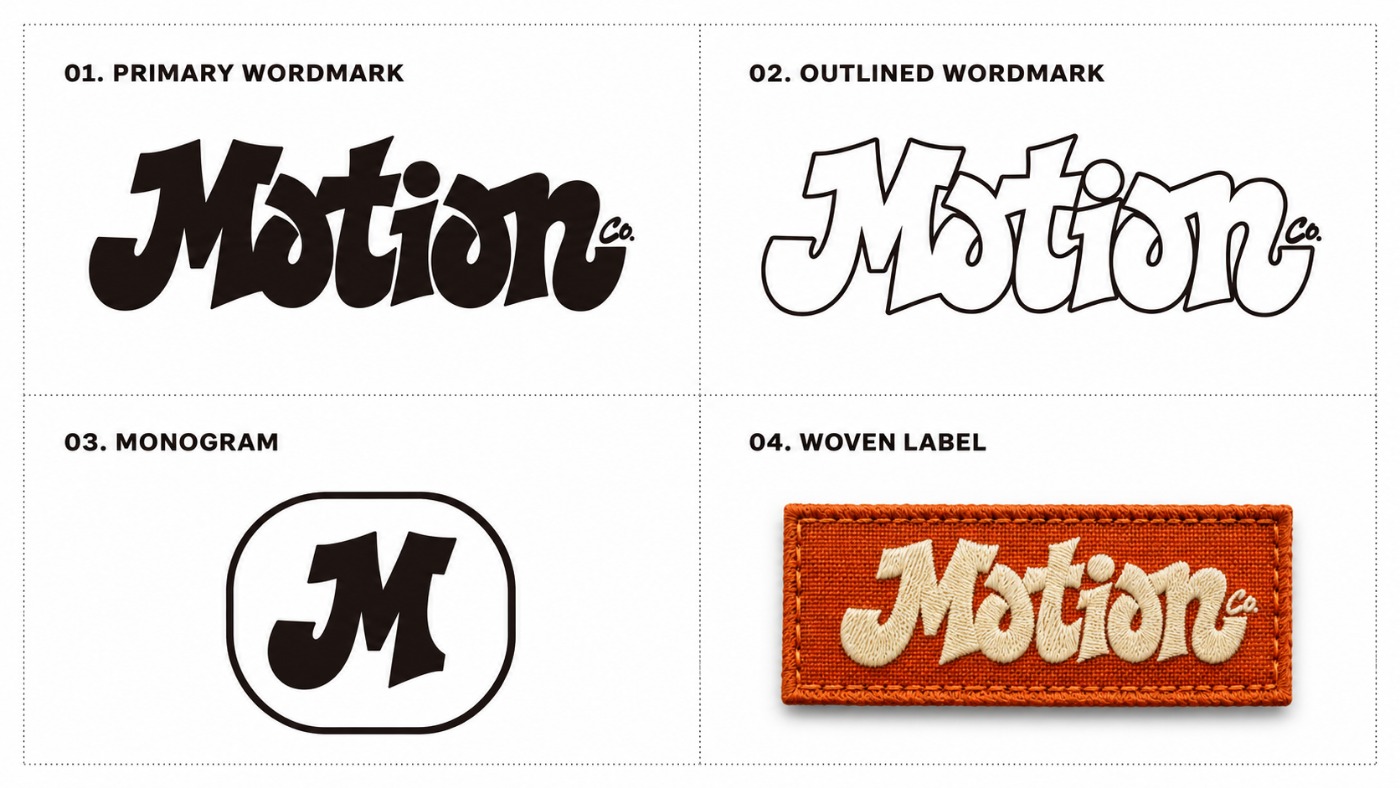 01. PRIMARY WORDMARK
Motion Co.
02. OUTLINED WORDMARK
Motion Co.
03. MONOGRAM
M
04. WOVEN LABEL
Motion Co.